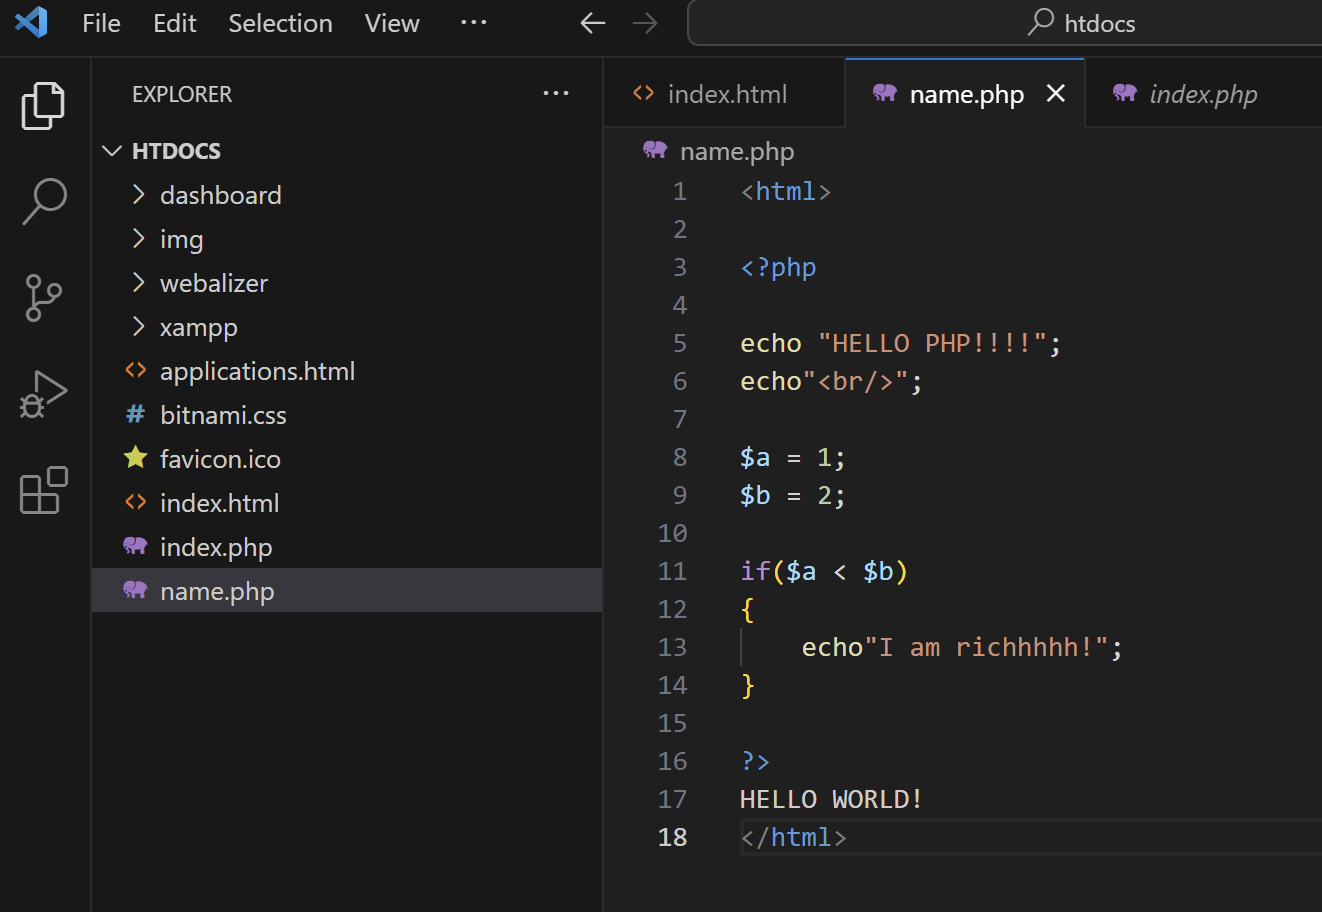 File Edit Selection View ··· htdocs
EXPLORER ···
HTDOCS
dashboard
img
webalizer
xampp
applications.html
bitnami.css
favicon.ico
index.html
index.php
name.php
index.html name.php index.php
name.php
1 <html>
2
3 <?php
4
5 echo "HELLO PHP!!!!";
6 echo"<br/>";
7
8 $a = 1;
9 $b = 2;
10
11 if($a < $b)
12 {
13     echo"I am richhhhh!";
14 }
15
16 ?>
17 HELLO WORLD!
18 </html>